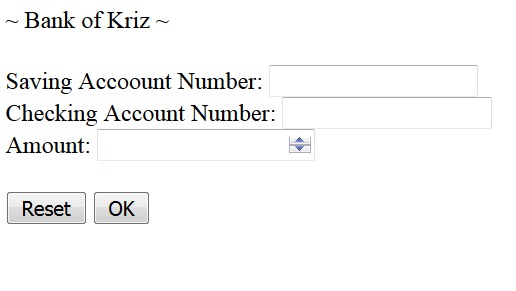 ~ Bank of Kriz ~
Saving Accoount Number:
Checking Account Number:
Amount:
Reset OK